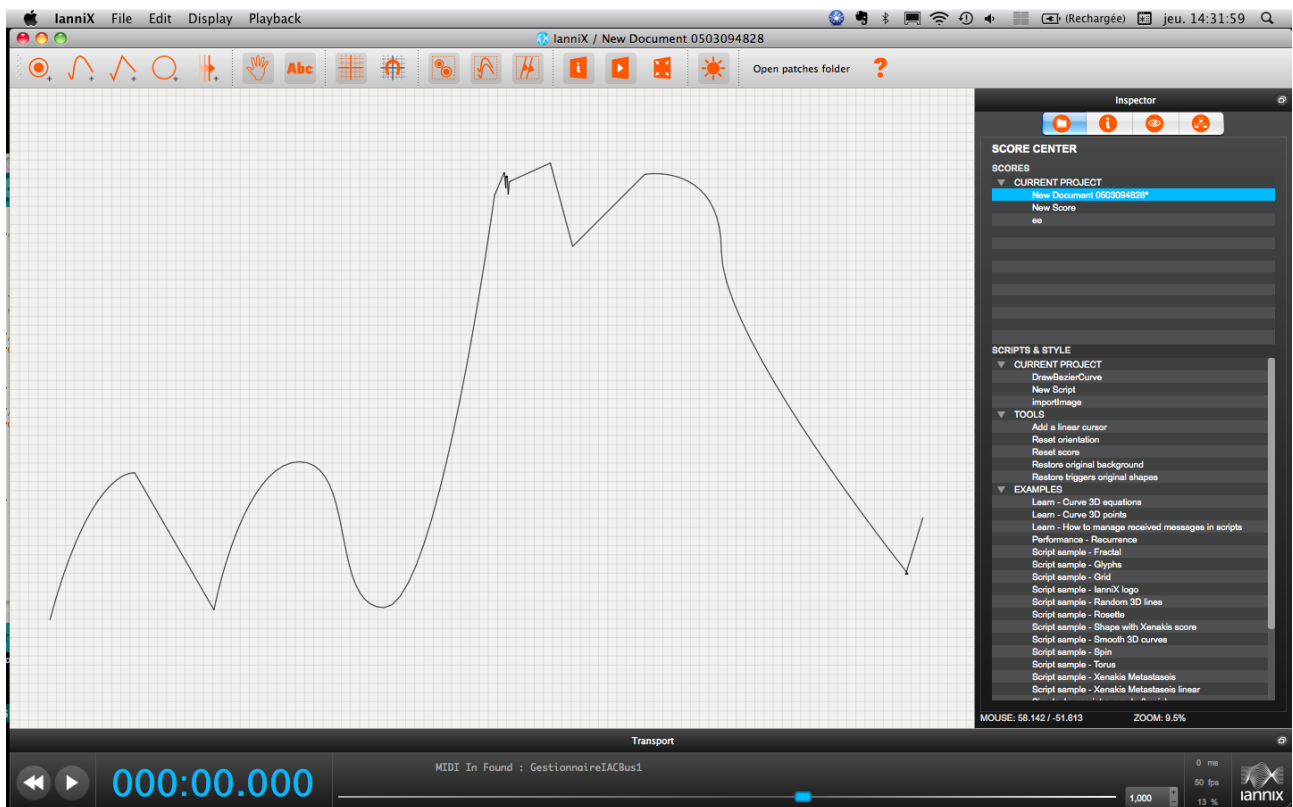 IanniX File Edit Display Playback (Rechargée) jeu. 14:31:59
IanniX / New Document 0503094828
Abc Open patches folder ?
Inspector
SCORE CENTER
SCORES
CURRENT PROJECT
New Document 0503094828*
New Score
ee
SCRIPTS & STYLE
CURRENT PROJECT
DrawBezierCurve
New Script
importImage
TOOLS
Add a linear cursor
Reset orientation
Reset score
Restore original background
Restore triggers original shapes
EXAMPLES
Learn - Curve 3D equations
Learn - Curve 3D points
Learn - How to manage received messages in scripts
Performance - Recurrence
Script sample - Fractal
Script sample - Glyphs
Script sample - Grid
Script sample - IanniX logo
Script sample - Random 3D lines
Script sample - Rosette
Script sample - Shape with Xenakis score
Script sample - Smooth 3D curves
Script sample - Spin
Script sample - Torus
Script sample - Xenakis Metastaseis
Script sample - Xenakis Metastaseis linear
MOUSE: 58.142 / -51.613 ZOOM: 9.5%
Transport
000:00.000
MIDI In Found : GestionnaireIACBus1
1,000
0 ms
50 fps
13 %
ianniX